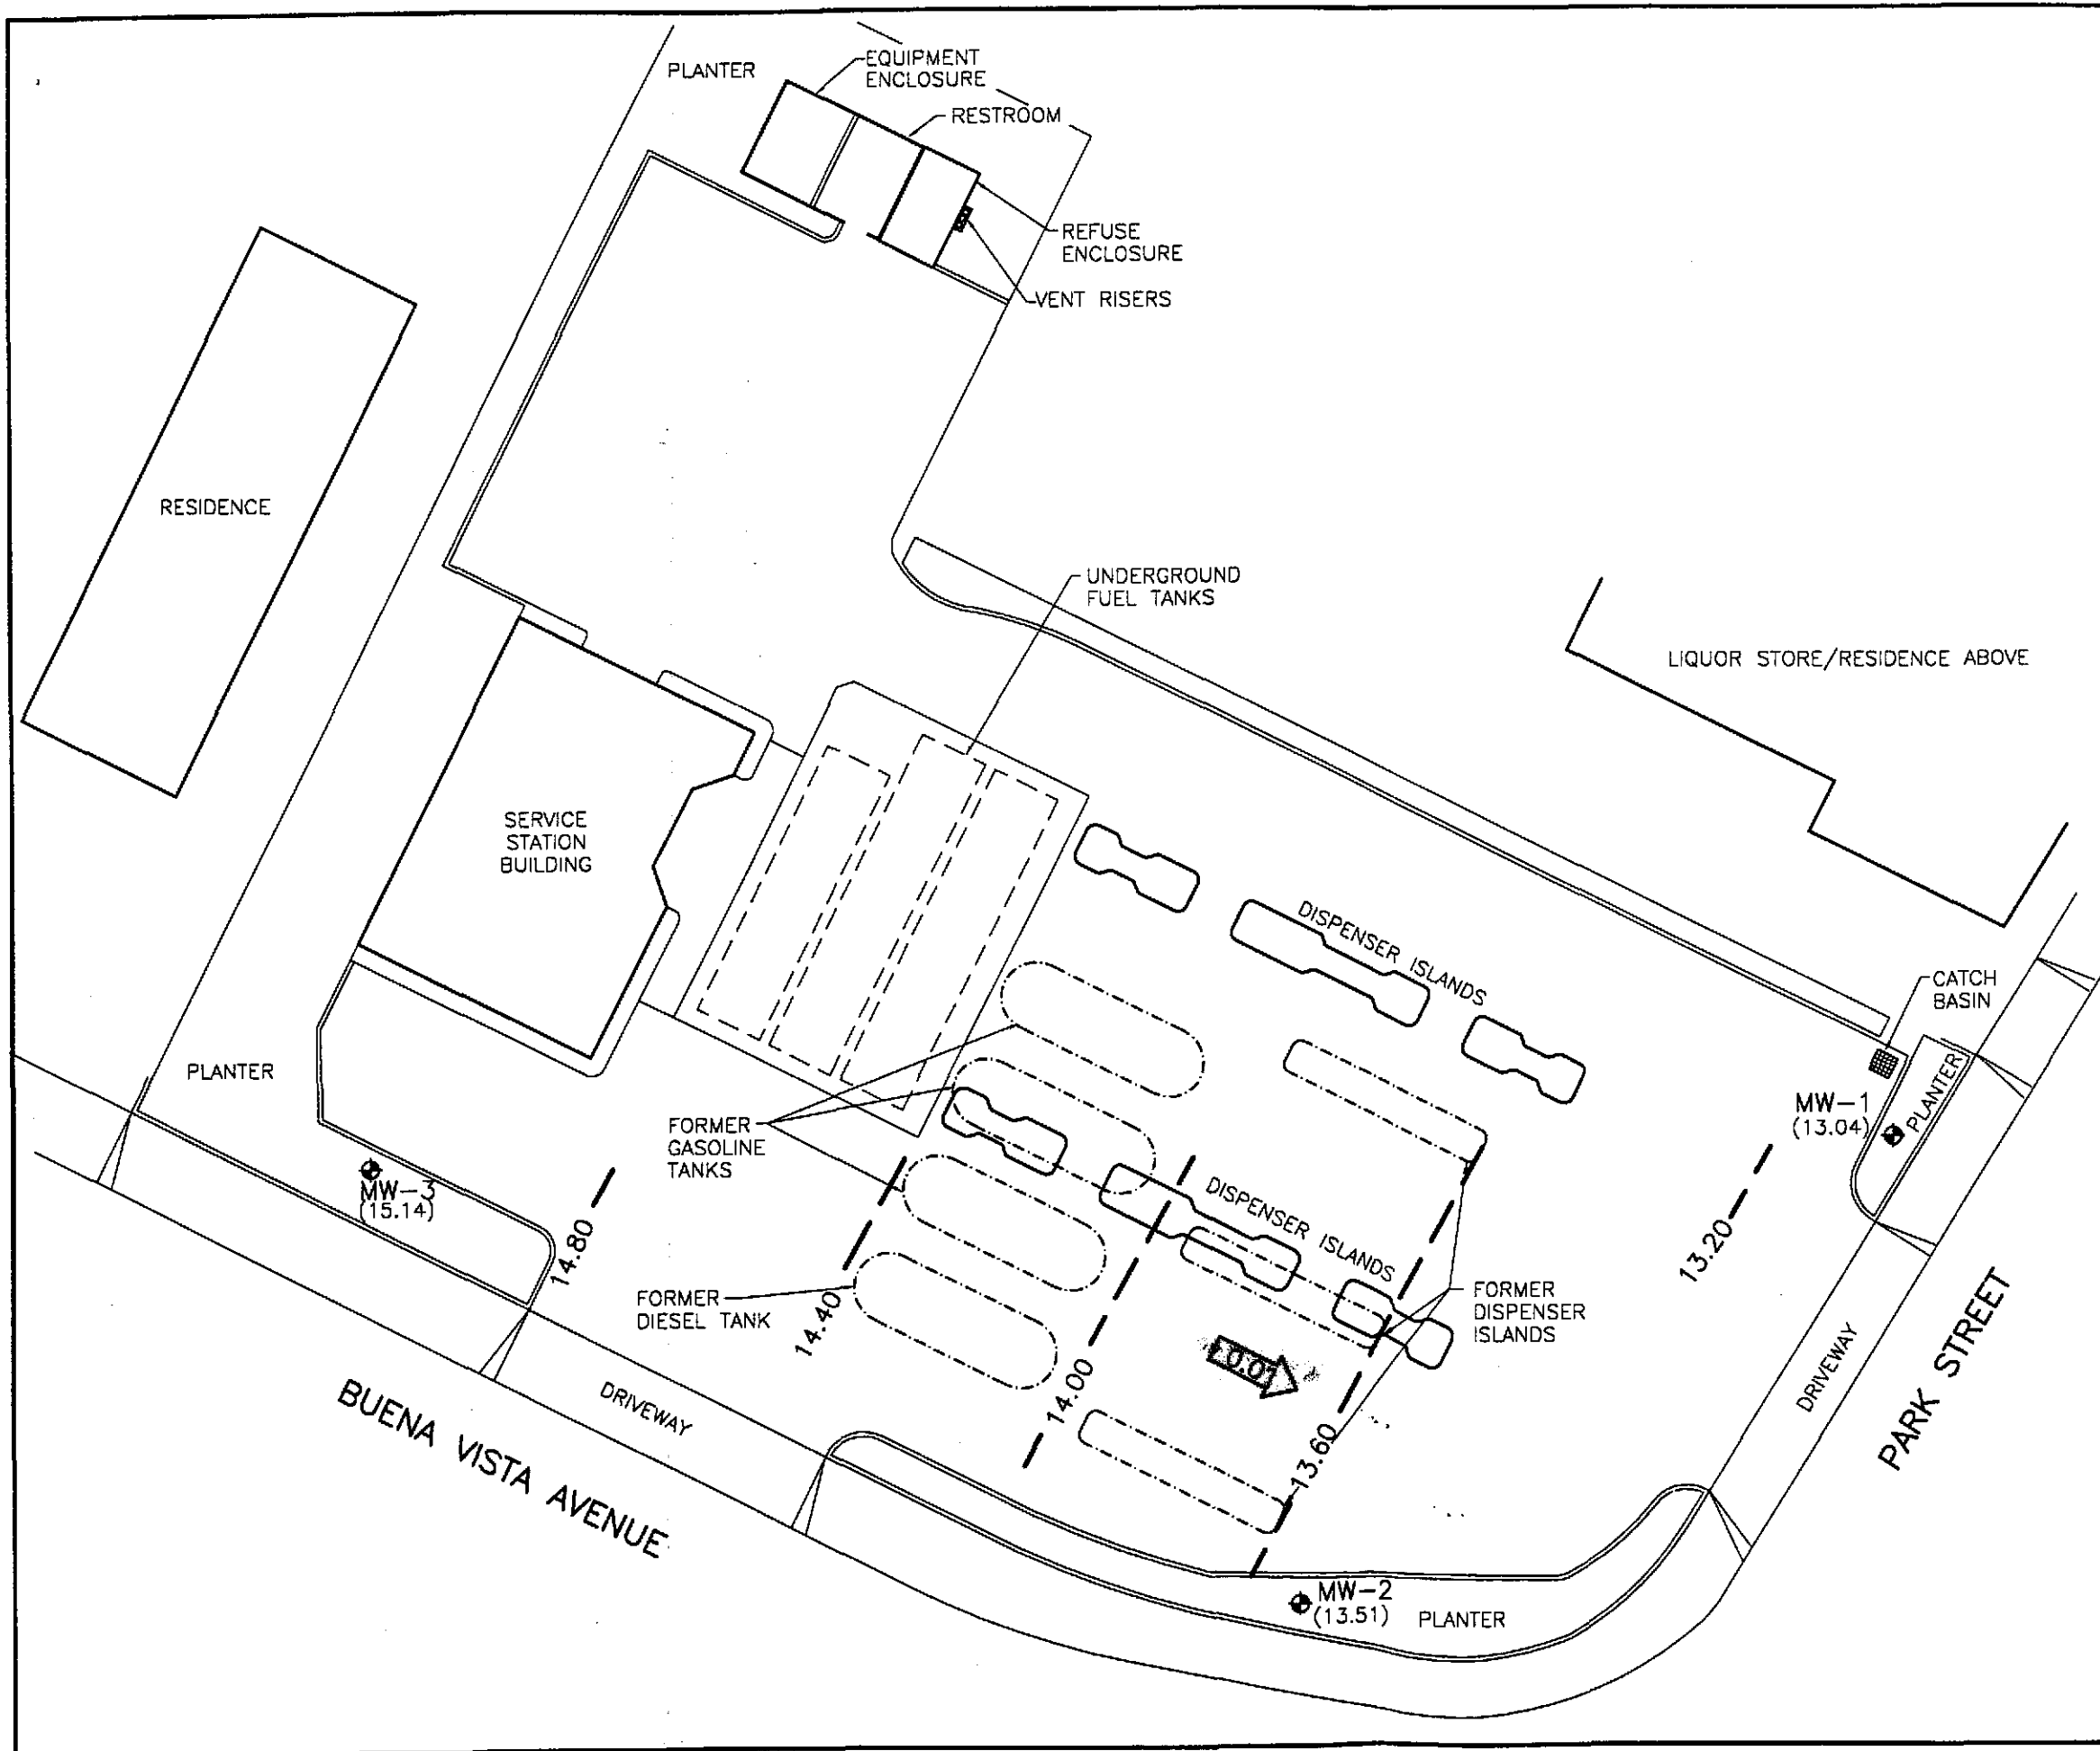 PLANTER
EQUIPMENT
ENCLOSURE
RESTROOM
REFUSE
ENCLOSURE
VENT RISERS
RESIDENCE
UNDERGROUND
FUEL TANKS
LIQUOR STORE/RESIDENCE ABOVE
SERVICE
STATION
BUILDING
DISPENSER ISLANDS
CATCH
BASIN
PLANTER
PLANTER
MW-1
(13.04)
FORMER
GASOLINE
TANKS
MW-3
(15.14)
DISPENSER ISLANDS
14.80
13.20
FORMER
DIESEL TANK
14.40
FORMER
DISPENSER
ISLANDS
14.00
13.60
DRIVEWAY
DRIVEWAY
PARK STREET
BUENA VISTA AVENUE
MW-2
(13.51)
PLANTER